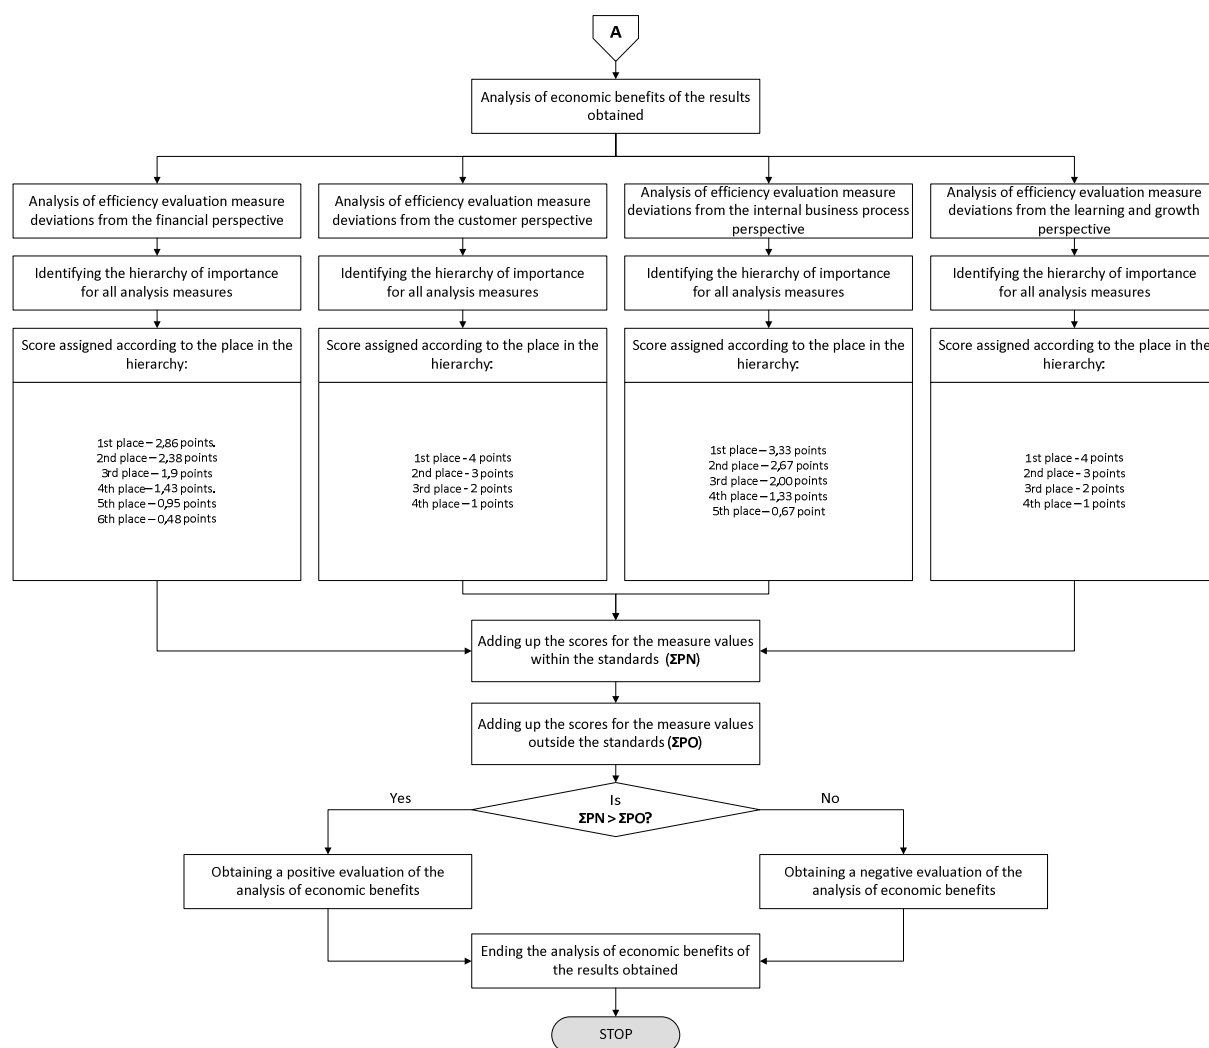 A
Analysis of economic benefits of the results
obtained
Analysis of efficiency evaluation measure
deviations from the financial perspective
Analysis of efficiency evaluation measure
deviations from the customer perspective
Analysis of efficiency evaluation measure
deviations from the internal business process
perspective
Analysis of efficiency evaluation measure
deviations from the learning and growth
perspective
Identifying the hierarchy of importance
for all analysis measures
Identifying the hierarchy of importance
for all analysis measures
Identifying the hierarchy of importance
for all analysis measures
Identifying the hierarchy of importance
for all analysis measures
Score assigned according to the place in the
hierarchy:
Score assigned according to the place in the
hierarchy:
Score assigned according to the place in the
hierarchy:
Score assigned according to the place in the
hierarchy:
1st place – 2,86 points.
2nd place – 2,38 points
3rd place – 1,9 points
4th place – 1,43 points.
5th place – 0,95 points
6th place – 0,48 points
1st place - 4 points
2nd place - 3 points
3rd place - 2 points
4th place – 1 points
1st place – 3,33 points
2nd place – 2,67 points
3rd place – 2,00 points
4th place – 1,33 points
5th place – 0,67 point
1st place - 4 points
2nd place - 3 points
3rd place - 2 points
4th place – 1 points
Adding up the scores for the measure values
within the standards (ΣPN)
Adding up the scores for the measure values
outside the standards (ΣPO)
Yes
Is
ΣPN > ΣPO?
No
Obtaining a positive evaluation of the
analysis of economic benefits
Obtaining a negative evaluation of the
analysis of economic benefits
Ending the analysis of economic benefits of
the results obtained
STOP